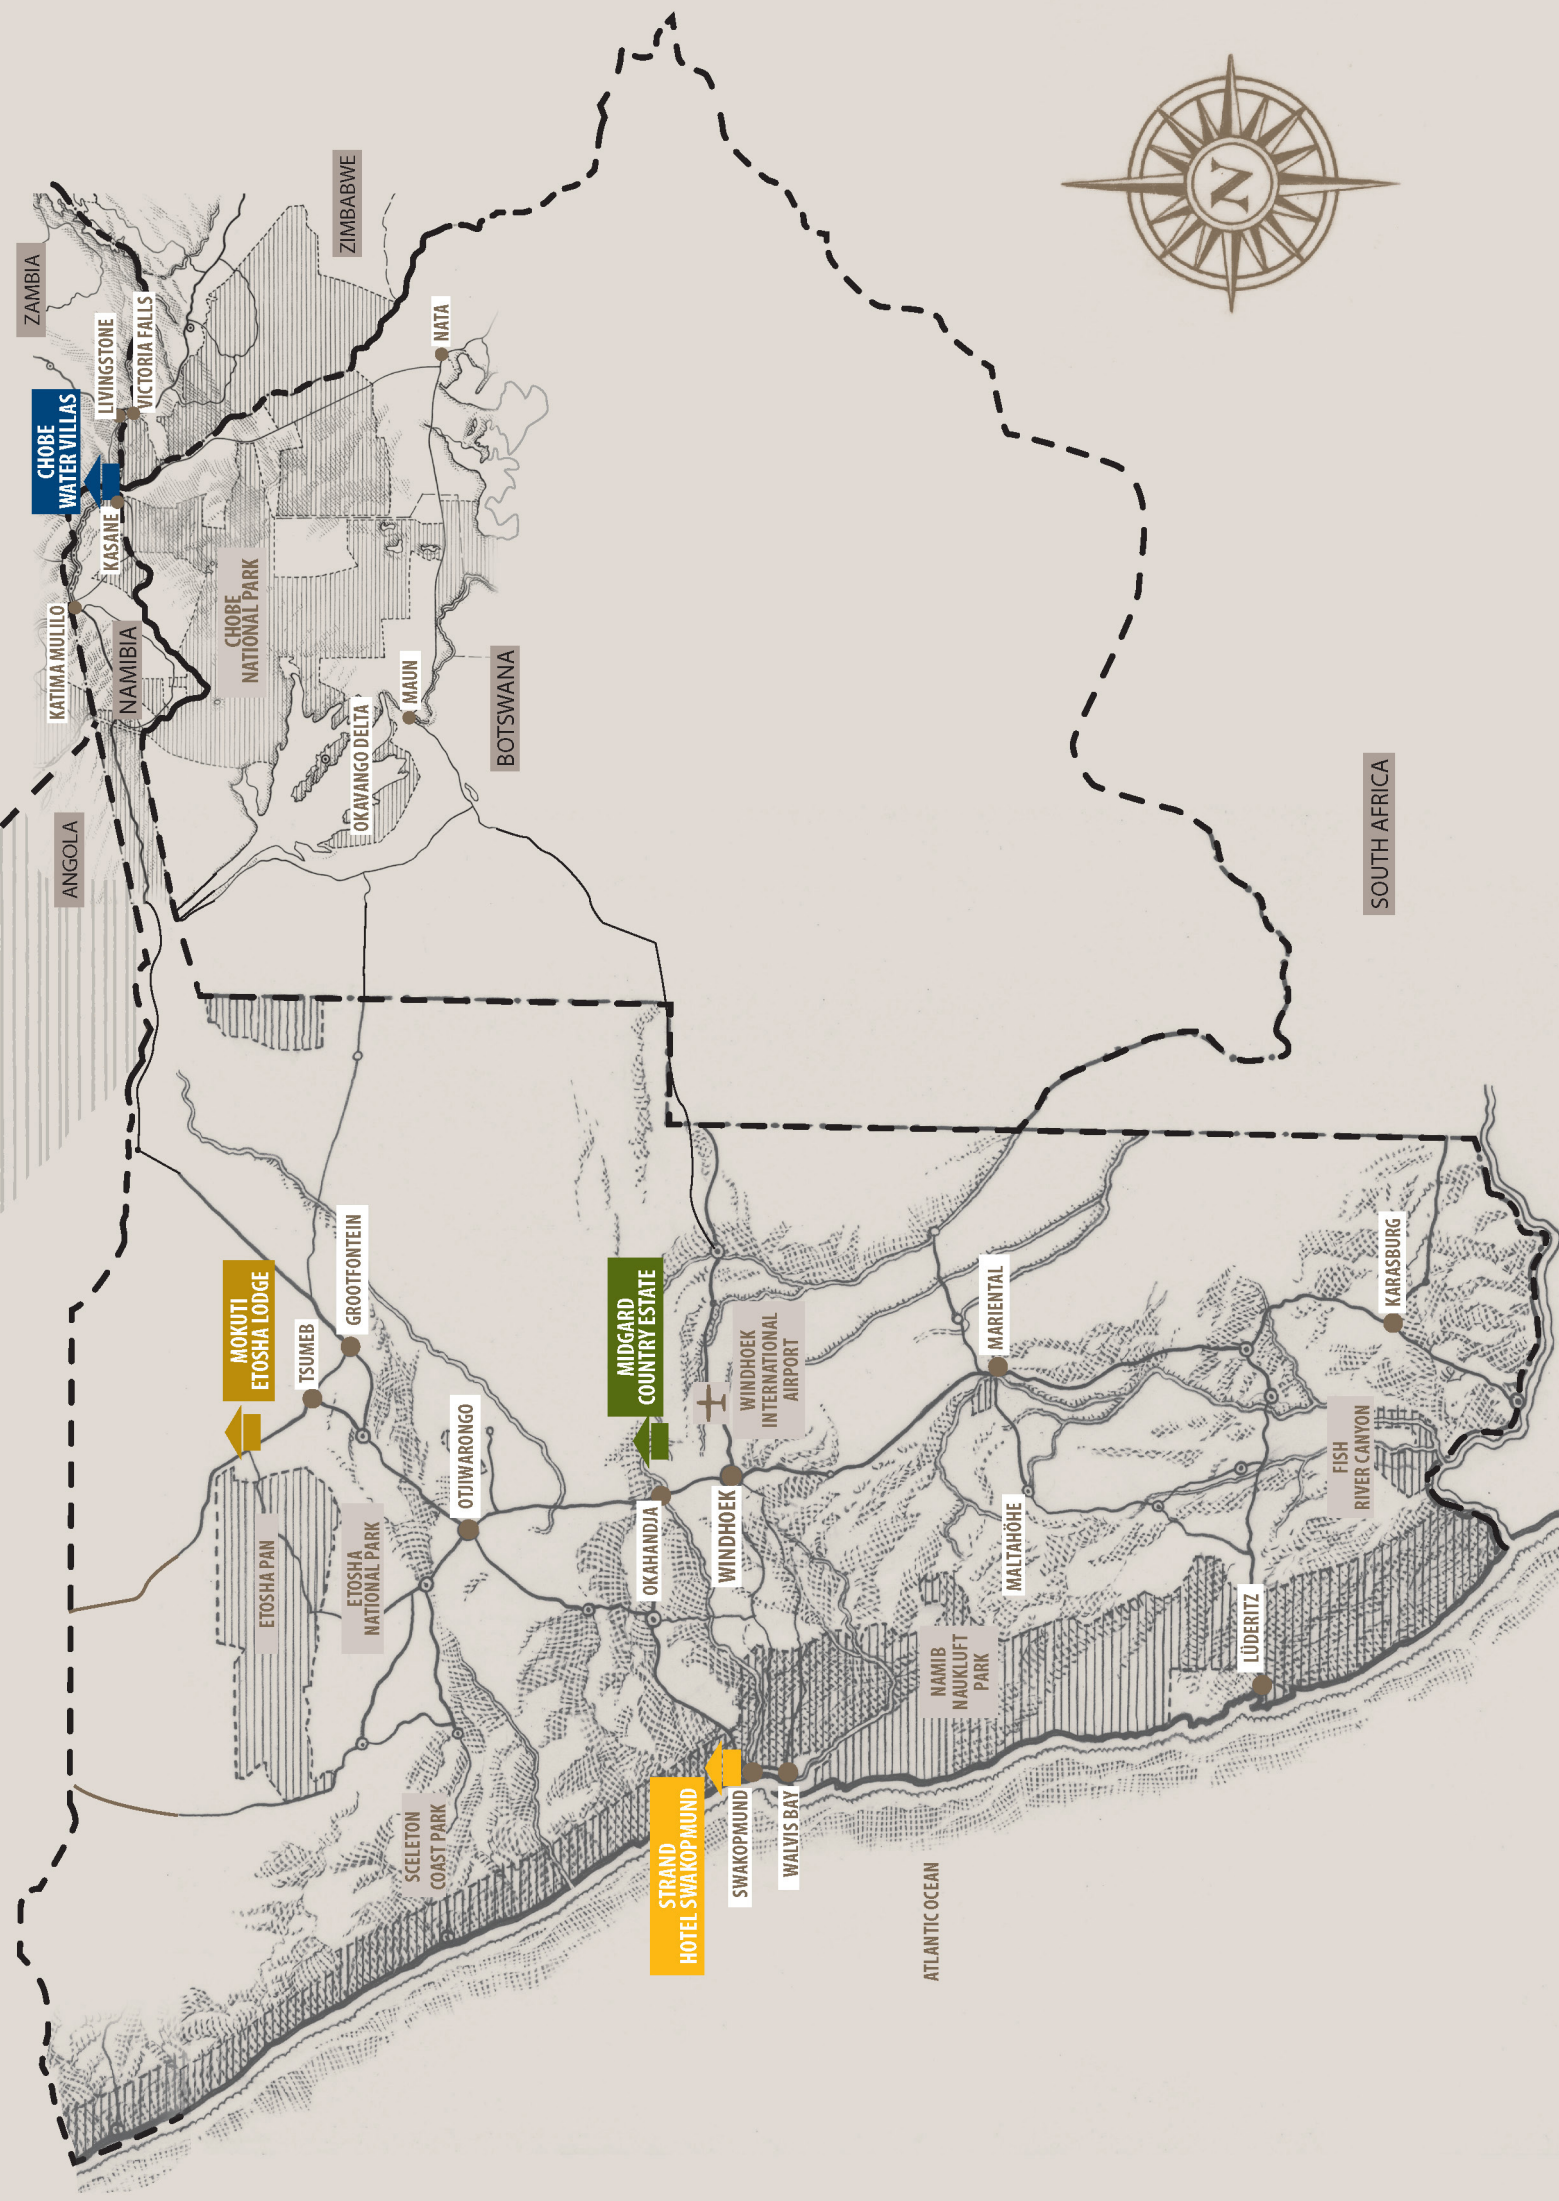 ZAMBIA
ZIMBABWE
ANGOLA
NAMIBIA
BOTSWANA
SOUTH AFRICA
CHOBE
WATER VILLAS
LIVINGSTONE
VICTORIA FALLS
KASANE
KATIMA MULILO
CHOBE
NATIONAL PARK
NATA
MAUN
OKAVANGO DELTA
MOKUTI
ETOSHA LODGE
TSUMEB
GROOTFONTEIN
ETOSHA PAN
ETOSHA
NATIONAL PARK
OTJIWARONGO
SCELETON
COAST PARK
MIDGARD
COUNTRY ESTATE
OKAHANDJA
WINDHOEK
WINDHOEK
INTERNATIONAL
AIRPORT
STRAND
HOTEL SWAKOPMUND
SWAKOPMUND
WALVIS BAY
ATLANTIC OCEAN
NAMIB
NAUKLUFT
PARK
MARIENTAL
MALTAHÖHE
LÜDERITZ
FISH
RIVER CANYON
KARASBURG
N